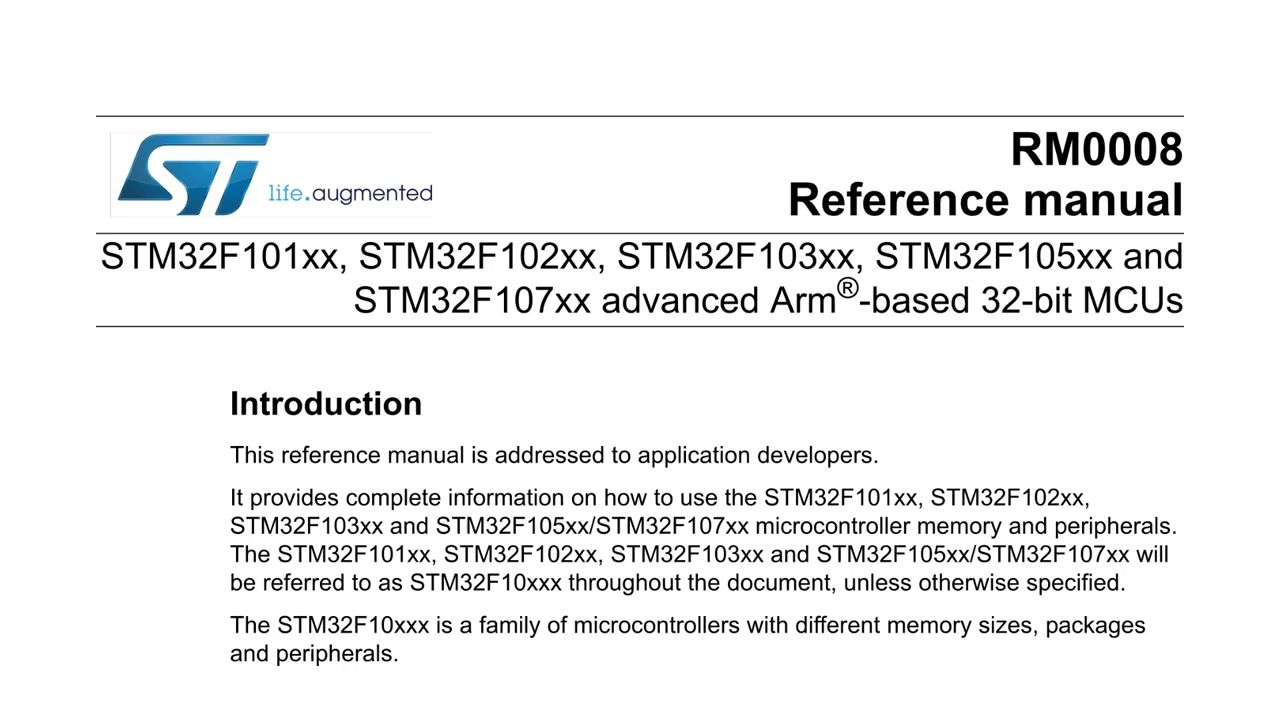 ST
life.augmented
RM0008
Reference manual
STM32F101xx, STM32F102xx, STM32F103xx, STM32F105xx and
STM32F107xx advanced Arm®-based 32-bit MCUs
Introduction
This reference manual is addressed to application developers.
It provides complete information on how to use the STM32F101xx, STM32F102xx,
STM32F103xx and STM32F105xx/STM32F107xx microcontroller memory and peripherals.
The STM32F101xx, STM32F102xx, STM32F103xx and STM32F105xx/STM32F107xx will
be referred to as STM32F10xxx throughout the document, unless otherwise specified.
The STM32F10xxx is a family of microcontrollers with different memory sizes, packages
and peripherals.